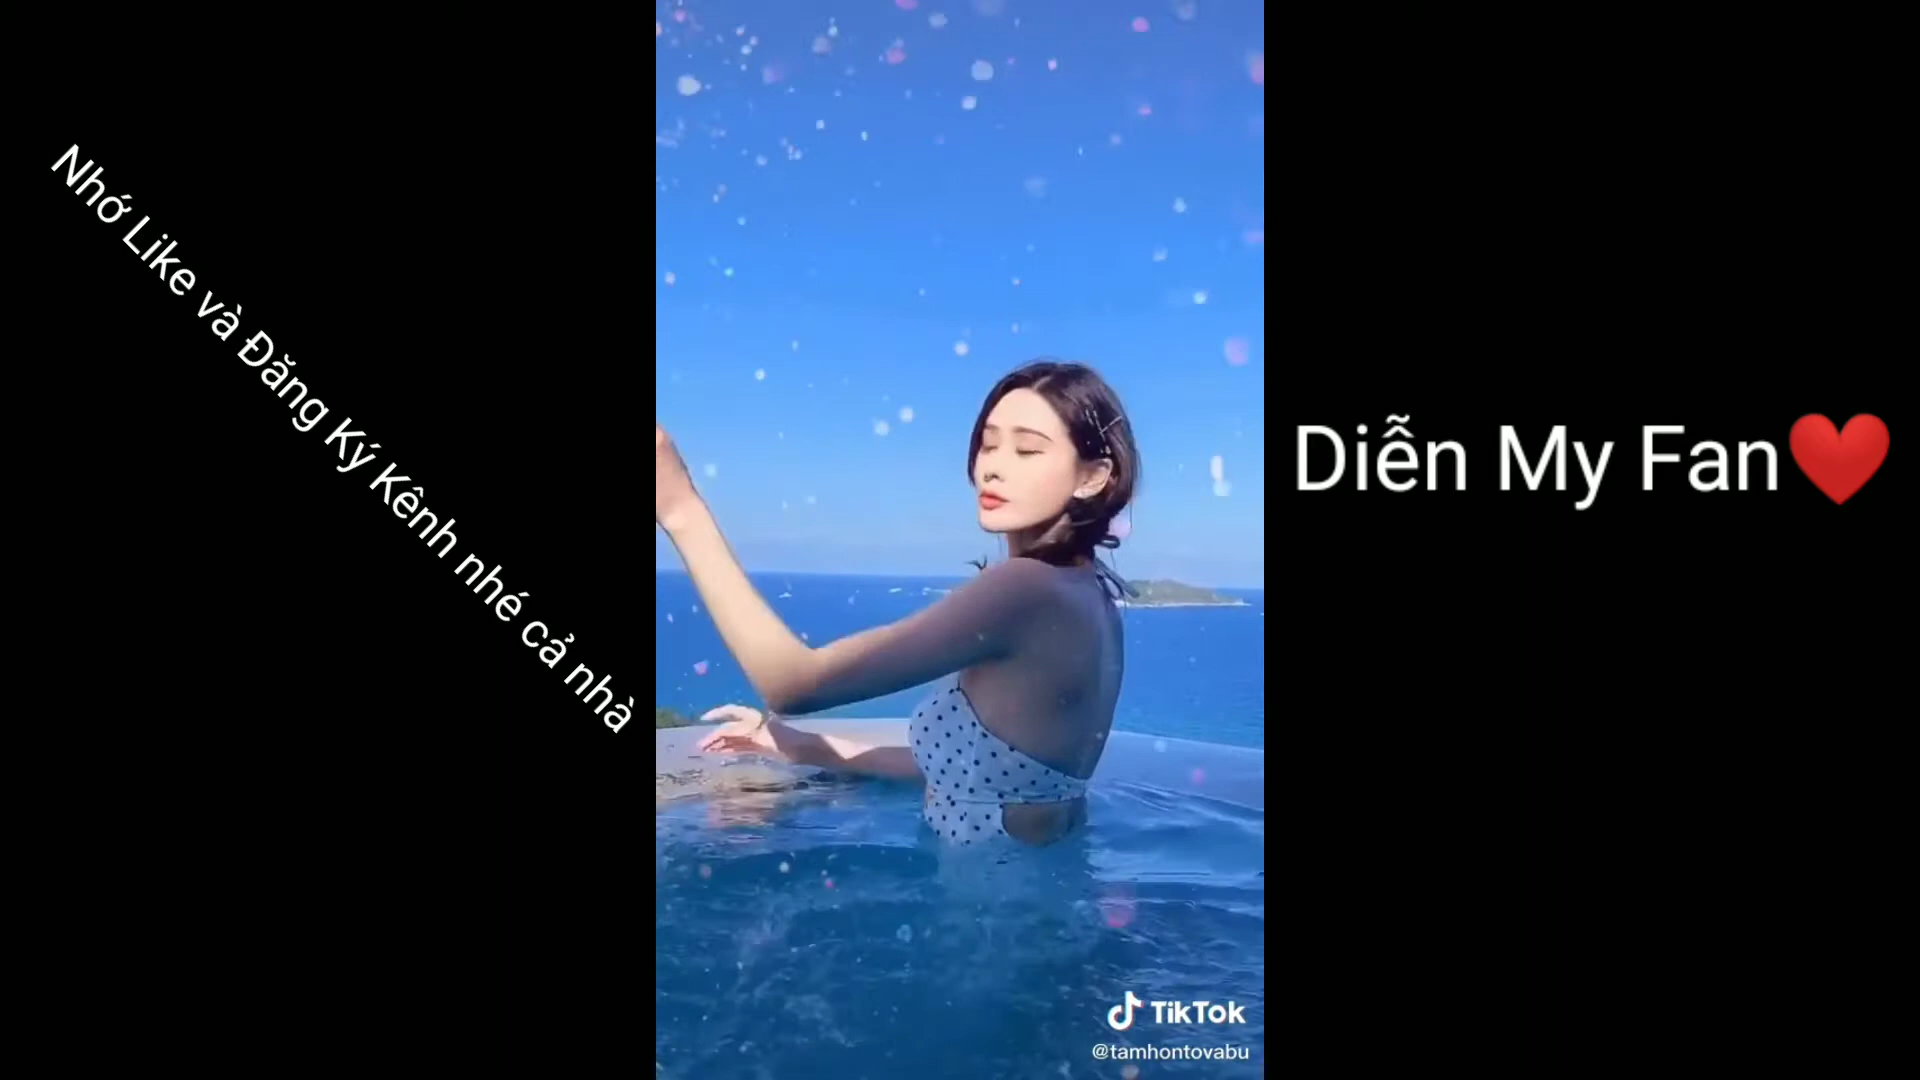 Nhớ Like và Đăng Ký Kênh nhé cả nhà
Diễn My Fan❤️
TikTok
@tamhontovabu